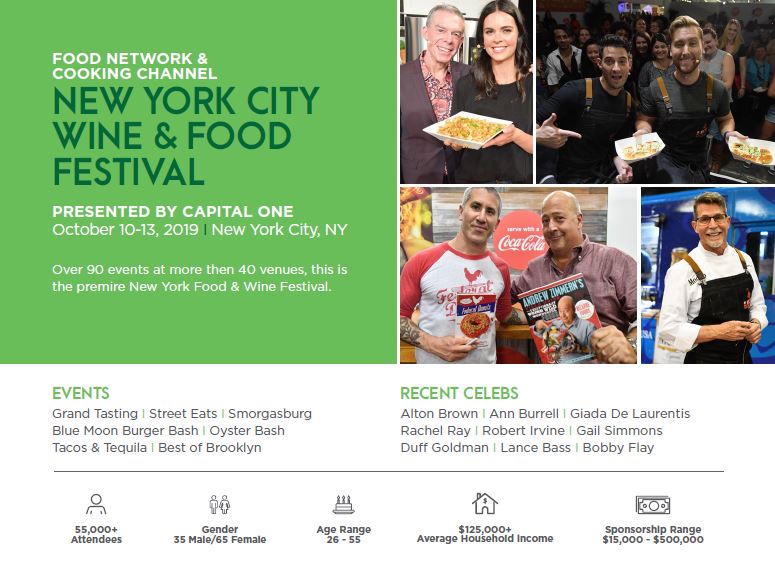 FOOD NETWORK &
COOKING CHANNEL
NEW YORK CITY
WINE & FOOD
FESTIVAL
PRESENTED BY CAPITAL ONE
October 10-13, 2019 | New York City, NY
Over 90 events at more then 40 venues, this is
the premire New York Food & Wine Festival.
serve with a
Coca-Cola
Federal Donuts
ANDREW ZIMMERN'S
EVENTS
Grand Tasting | Street Eats | Smorgasburg
Blue Moon Burger Bash | Oyster Bash
Tacos & Tequila | Best of Brooklyn
RECENT CELEBS
Alton Brown | Ann Burrell | Giada De Laurentis
Rachel Ray | Robert Irvine | Gail Simmons
Duff Goldman | Lance Bass | Bobby Flay
55,000+
Attendees
Gender
35 Male/65 Female
Age Range
26 - 55
$125,000+
Average Household Income
Sponsorship Range
$15,000 - $500,000